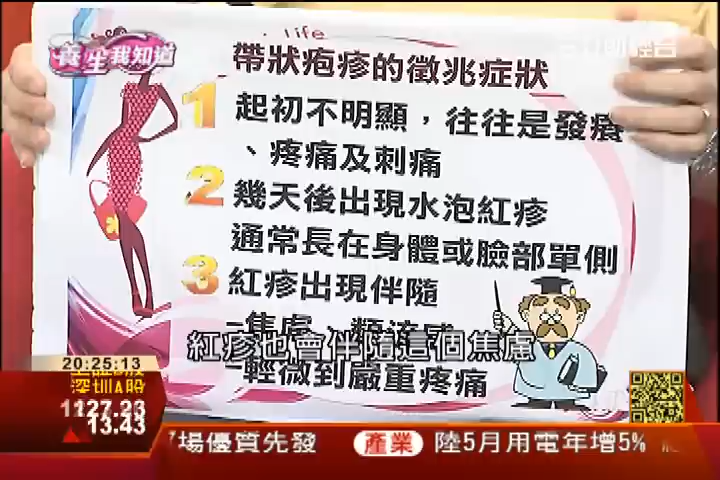 life
養生我知道
帶狀疱疹的徵兆症狀
1 起初不明顯，往往是發癢
、疼痛及刺痛
2 幾天後出現水泡紅疹
通常長在身體或臉部單側
3 紅疹出現伴隨
紅疹也會伴隨這個焦慮
-輕微到嚴重疼痛
20:25:13
深圳A股
1127.28
▲13.43
場優質先發 產業 陸5月用電年增5%